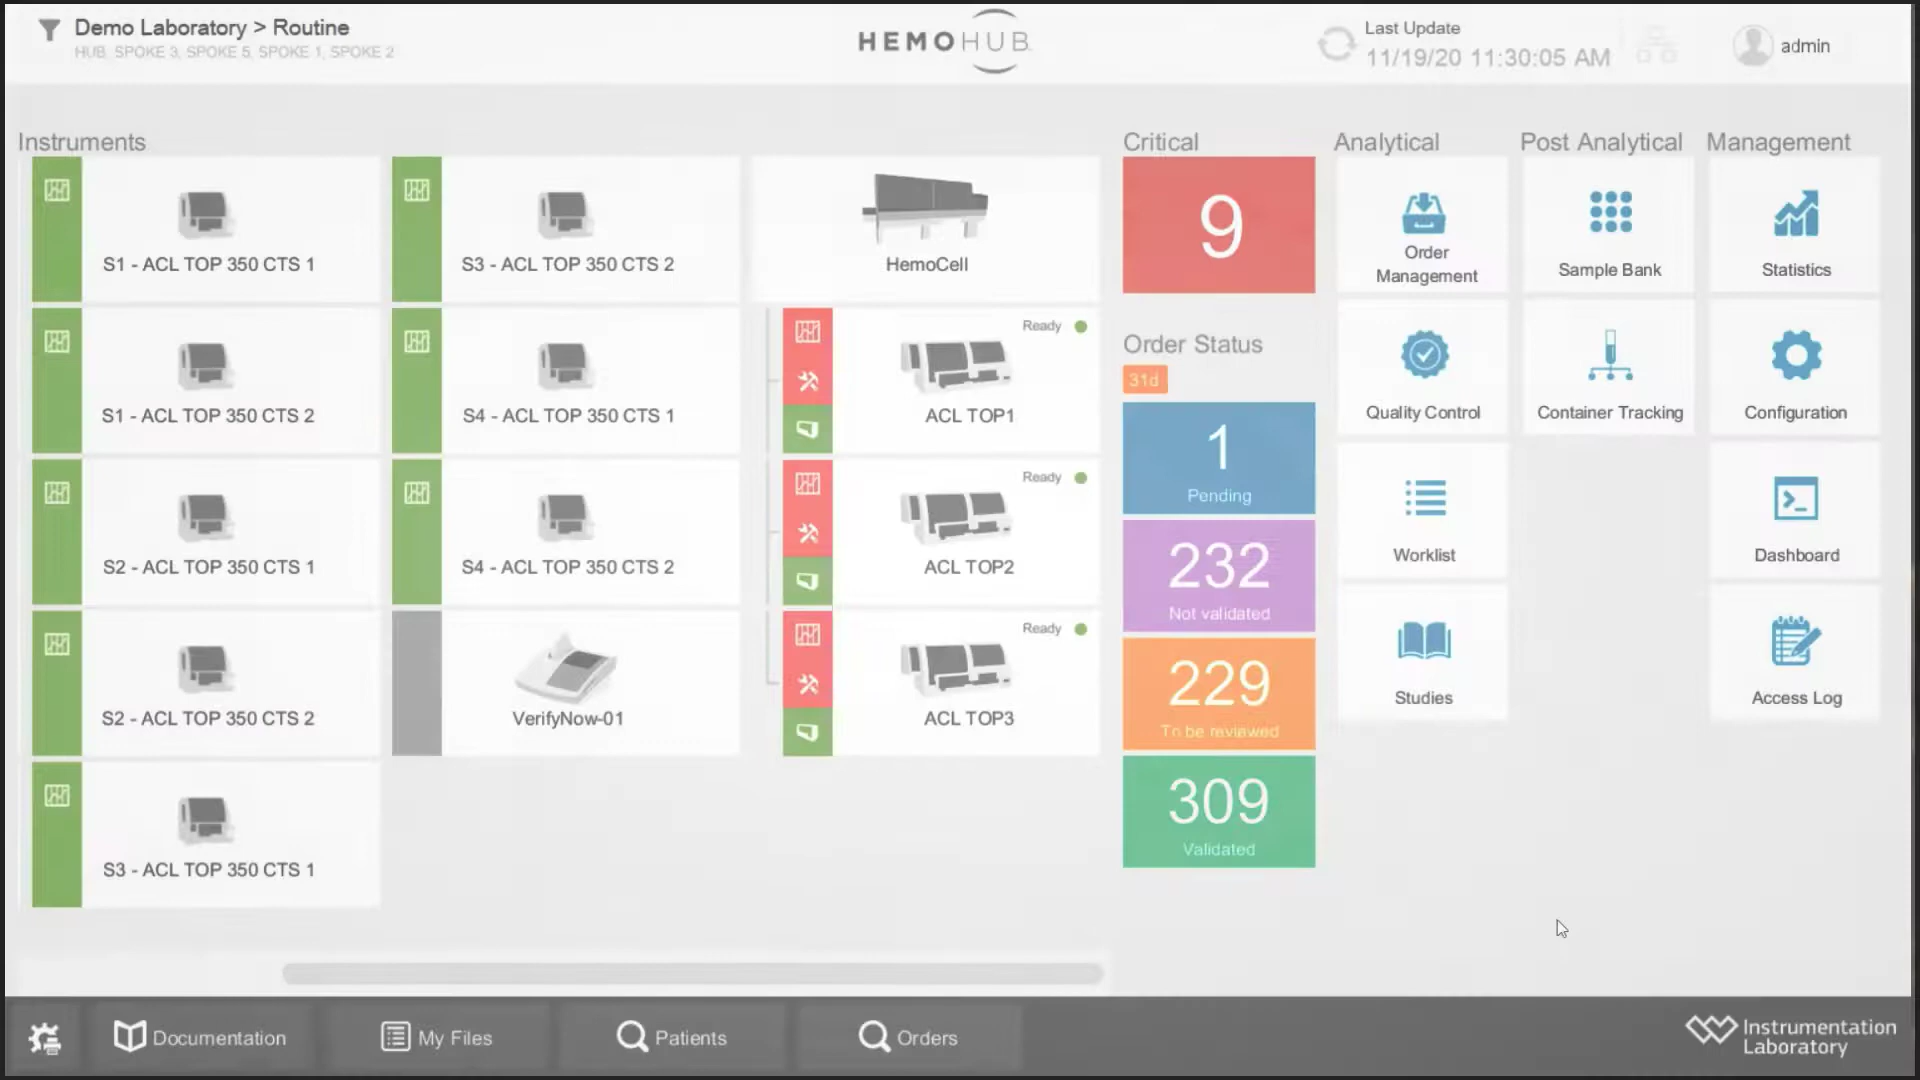 Demo Laboratory > Routine
HUB, SPOKE 3, SPOKE 5, SPOKE 1, SPOKE 2
HEMOHUB
Last Update
11/19/20 11:30:05 AM
admin
Instruments
S1 - ACL TOP 350 CTS 1
S1 - ACL TOP 350 CTS 2
S2 - ACL TOP 350 CTS 1
S2 - ACL TOP 350 CTS 2
S3 - ACL TOP 350 CTS 1
S3 - ACL TOP 350 CTS 2
S4 - ACL TOP 350 CTS 1
S4 - ACL TOP 350 CTS 2
VerifyNow-01
HemoCell
Ready
ACL TOP1
Ready
ACL TOP2
Ready
ACL TOP3
Critical
9
Order Status
31d
1
Pending
232
Not validated
229
To be reviewed
309
Validated
Analytical
Order
Management
Quality Control
Worklist
Studies
Post Analytical
Sample Bank
Container Tracking
Management
Statistics
Configuration
Dashboard
Access Log
Documentation
My Files
Patients
Orders
Instrumentation
Laboratory